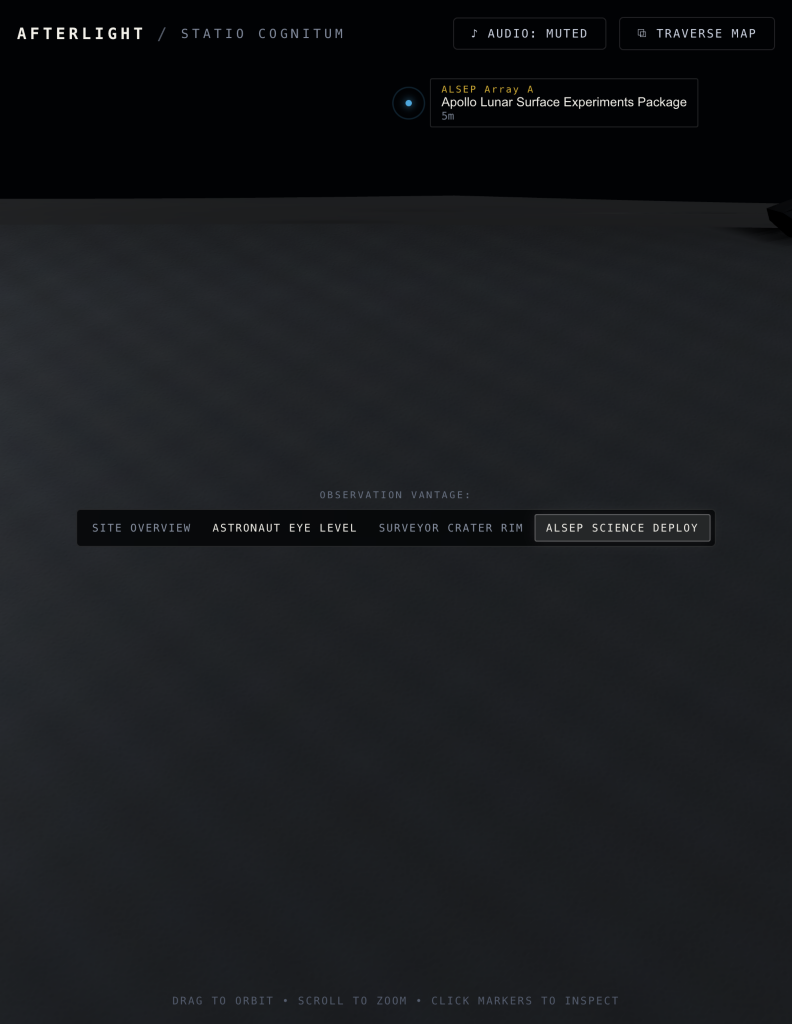 AFTERLIGHT / STATIO COGNITUM
♪ AUDIO: MUTED
TRAVERSE MAP
ALSEP Array A
Apollo Lunar Surface Experiments Package
5m
OBSERVATION VANTAGE:
SITE OVERVIEW ASTRONAUT EYE LEVEL SURVEYOR CRATER RIM ALSEP SCIENCE DEPLOY
DRAG TO ORBIT • SCROLL TO ZOOM • CLICK MARKERS TO INSPECT